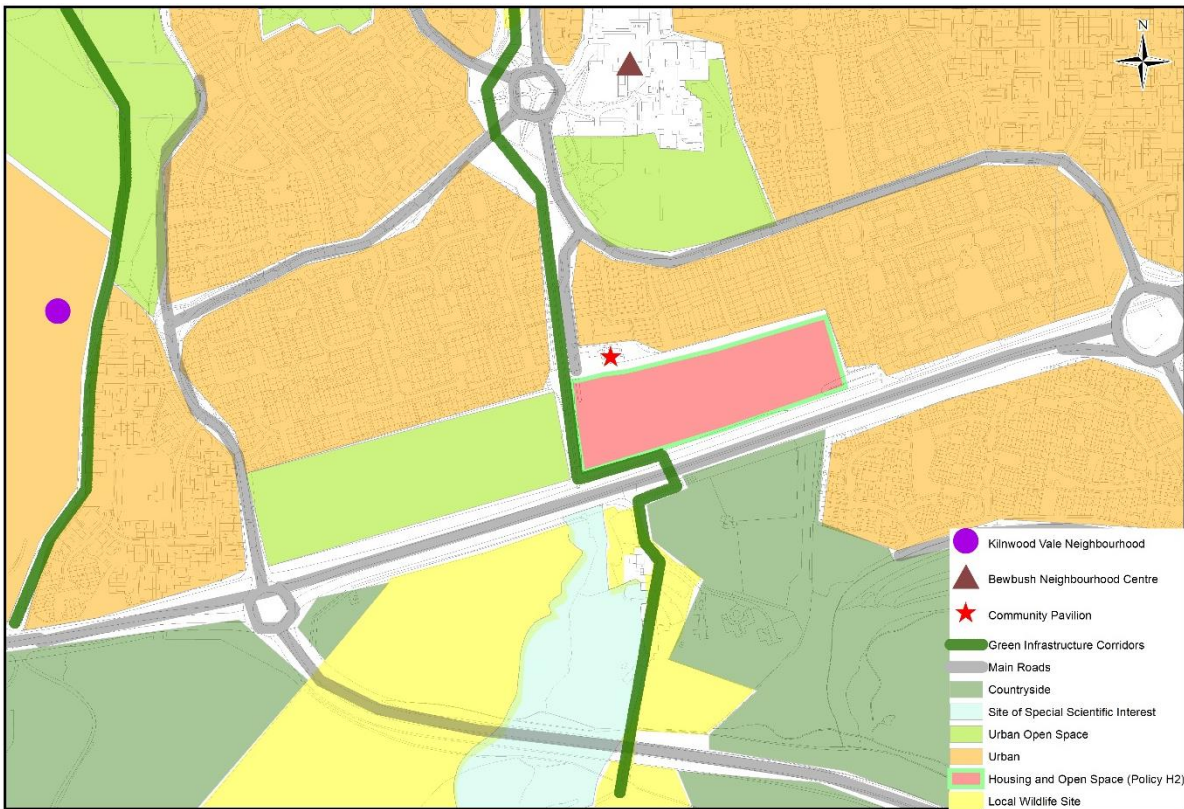 N
Kilnwood Vale Neighbourhood
Bewbush Neighbourhood Centre
Community Pavilion
Green Infrastructure Corridors
Main Roads
Countryside
Site of Special Scientific Interest
Urban Open Space
Urban
Housing and Open Space (Policy H2)
Local Wildlife Site